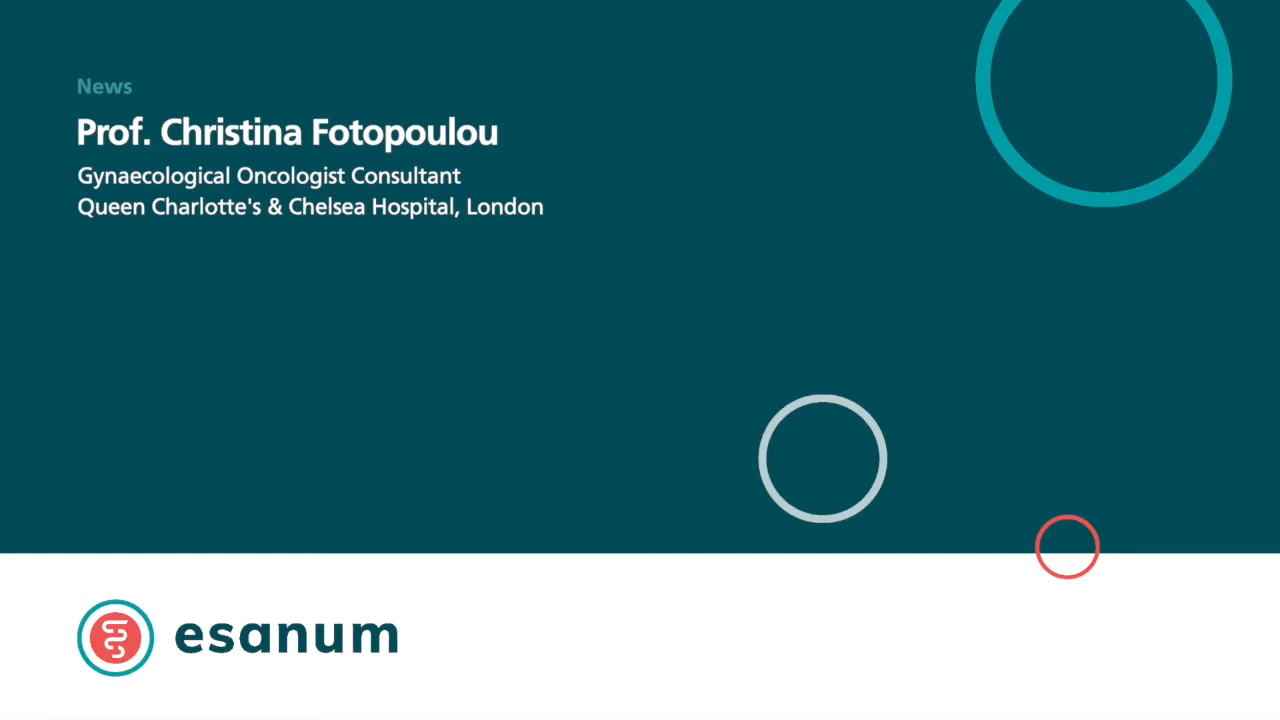 News
Prof. Christina Fotopoulou
Gynaecological Oncologist Consultant
Queen Charlotte's & Chelsea Hospital, London
esanum